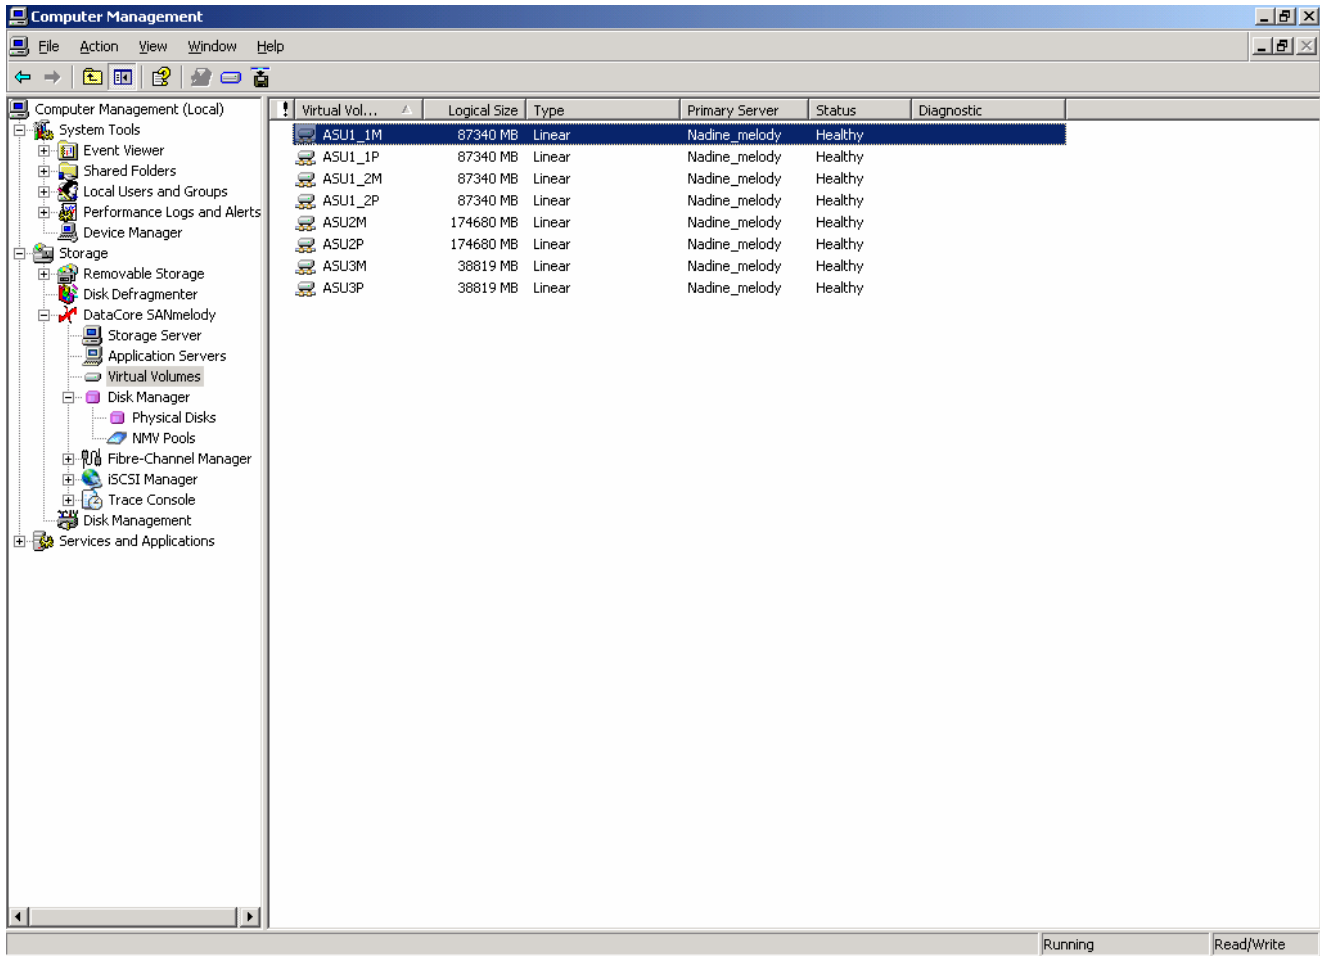 Computer Management
File Action View Window Help
Computer Management (Local)
System Tools
Event Viewer
Shared Folders
Local Users and Groups
Performance Logs and Alerts
Device Manager
Storage
Removable Storage
Disk Defragmenter
DataCore SANmelody
Storage Server
Application Servers
Virtual Volumes
Disk Manager
Physical Disks
NMV Pools
Fibre-Channel Manager
iSCSI Manager
Trace Console
Disk Management
Services and Applications
! Virtual Vol... Logical Size Type Primary Server Status Diagnostic
ASU1_1M 87340 MB Linear Nadine_melody Healthy
ASU1_1P 87340 MB Linear Nadine_melody Healthy
ASU1_2M 87340 MB Linear Nadine_melody Healthy
ASU1_2P 87340 MB Linear Nadine_melody Healthy
ASU2M 174680 MB Linear Nadine_melody Healthy
ASU2P 174680 MB Linear Nadine_melody Healthy
ASU3M 38819 MB Linear Nadine_melody Healthy
ASU3P 38819 MB Linear Nadine_melody Healthy
Running Read/Write